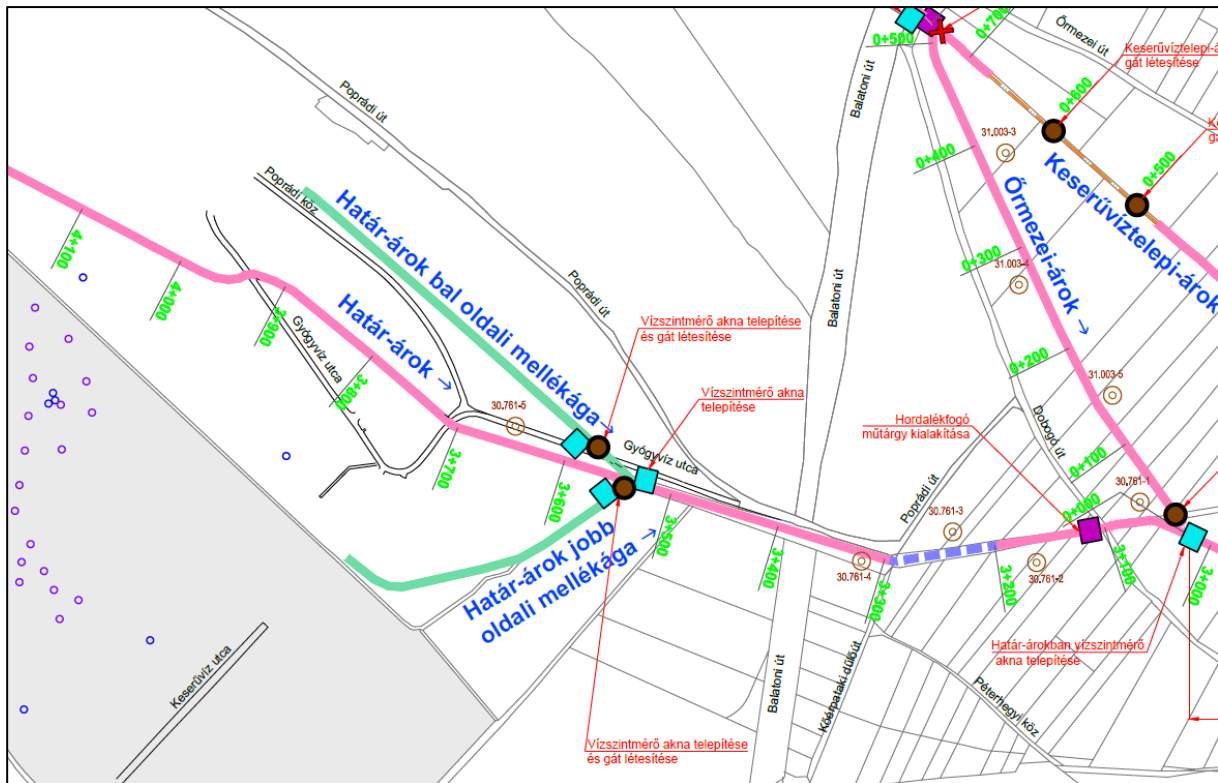 0+500
0+700
Őrmezei út
Keserűvíztelepi-á
gát létesítése
Poprádi út
Balatoni út
0+600
K
gá
31.003-3
0+400
0+500
Poprádi köz
Határ-árok bal oldali mellékága →
Őrmezei-árok →
Keserűvíztelepi-árok
4+100
4+000
3+900
Gyógyvíz utca
Határ-árok →
Poprádi út
Balatoni út
0+300
31.003-4
Vízszintmérő akna telepítése
és gát létesítése
3+800
0+200
31.003-5
30.761-5
Vízszintmérő akna
telepítése
Hordalékfogó
műtárgy kialakítása
Dobogó út
3+700
Gyógyvíz utca
0+100
3+600
Poprádi út
30.761-1
0+000
30.761-3
3+500
Határ-árok jobb
oldali mellékága →
3+400
30.761-4
3+300
3+200
30.761-2
3+100
3+000
Keserűvíz utca
Balatoni út
Kőérpataki dűlőút
Határ-árokban vízszintmérő
akna telepítése
Péterhegyi köz
Vízszintmérő akna telepítése
és gát létesítése